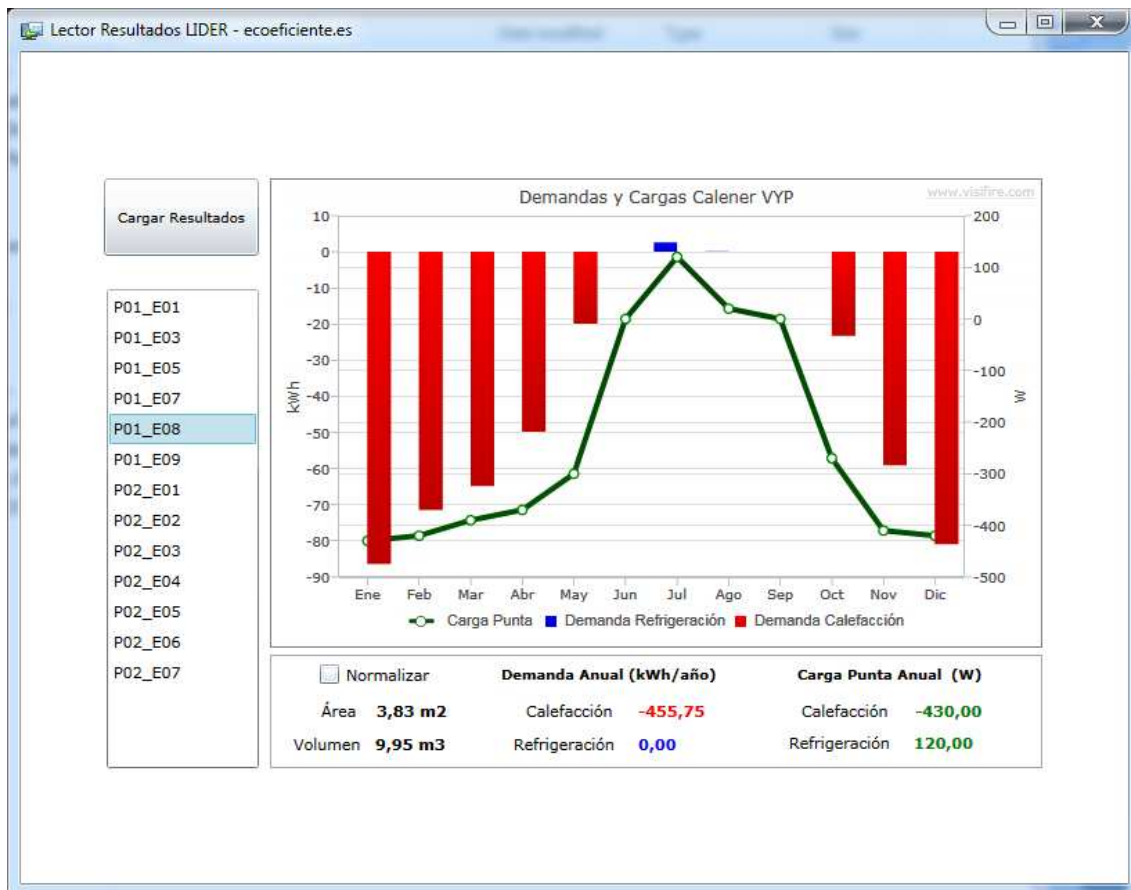 Lector Resultados LIDER - ecoeficiente.es
Date modified Type Size
Cargar Resultados
P01_E01
P01_E03
P01_E05
P01_E07
P01_E08
P01_E09
P02_E01
P02_E02
P02_E03
P02_E04
P02_E05
P02_E06
P02_E07
Demandas y Cargas Calener VYP
www.visifire.com
10
0
-10
-20
-30
-40
-50
-60
-70
-80
-90
kWh
200
100
0
-100
-200
-300
-400
-500
W
Ene Feb Mar Abr May Jun Jul Ago Sep Oct Nov Dic
Carga Punta Demanda Refrigeración Demanda Calefacción
Normalizar Demanda Anual (kWh/año) Carga Punta Anual (W)
Área 3,83 m2 Calefacción -455,75 Calefacción -430,00
Volumen 9,95 m3 Refrigeración 0,00 Refrigeración 120,00